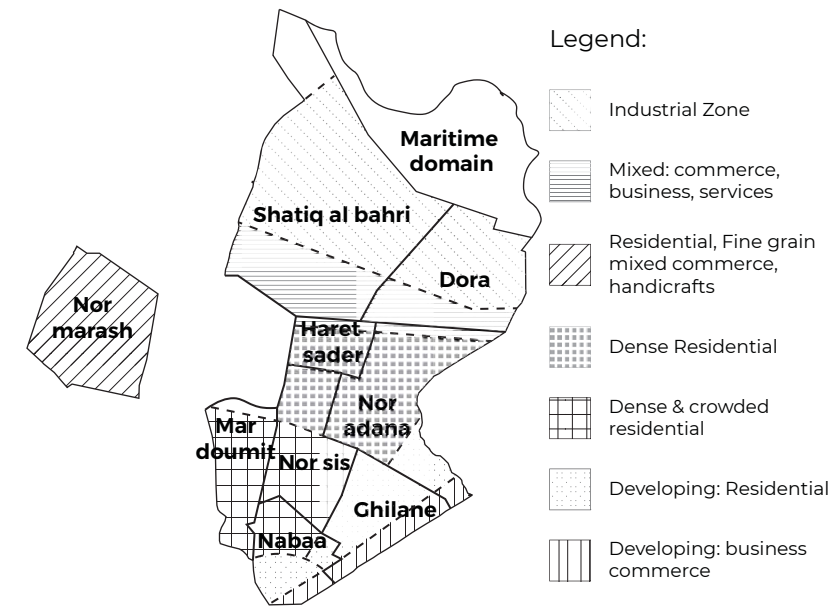 Legend:
Industrial Zone
Mixed: commerce,
business, services
Residential, Fine grain
mixed commerce,
handicrafts
Dense Residential
Dense & crowded
residential
Developing: Residential
Developing: business
commerce
Maritime
domain
Shatiq al bahri
Dora
Nor
marash
Haret
sader
Nor
adana
Mar
doumit
Nor sis
Ghilane
Nabaa